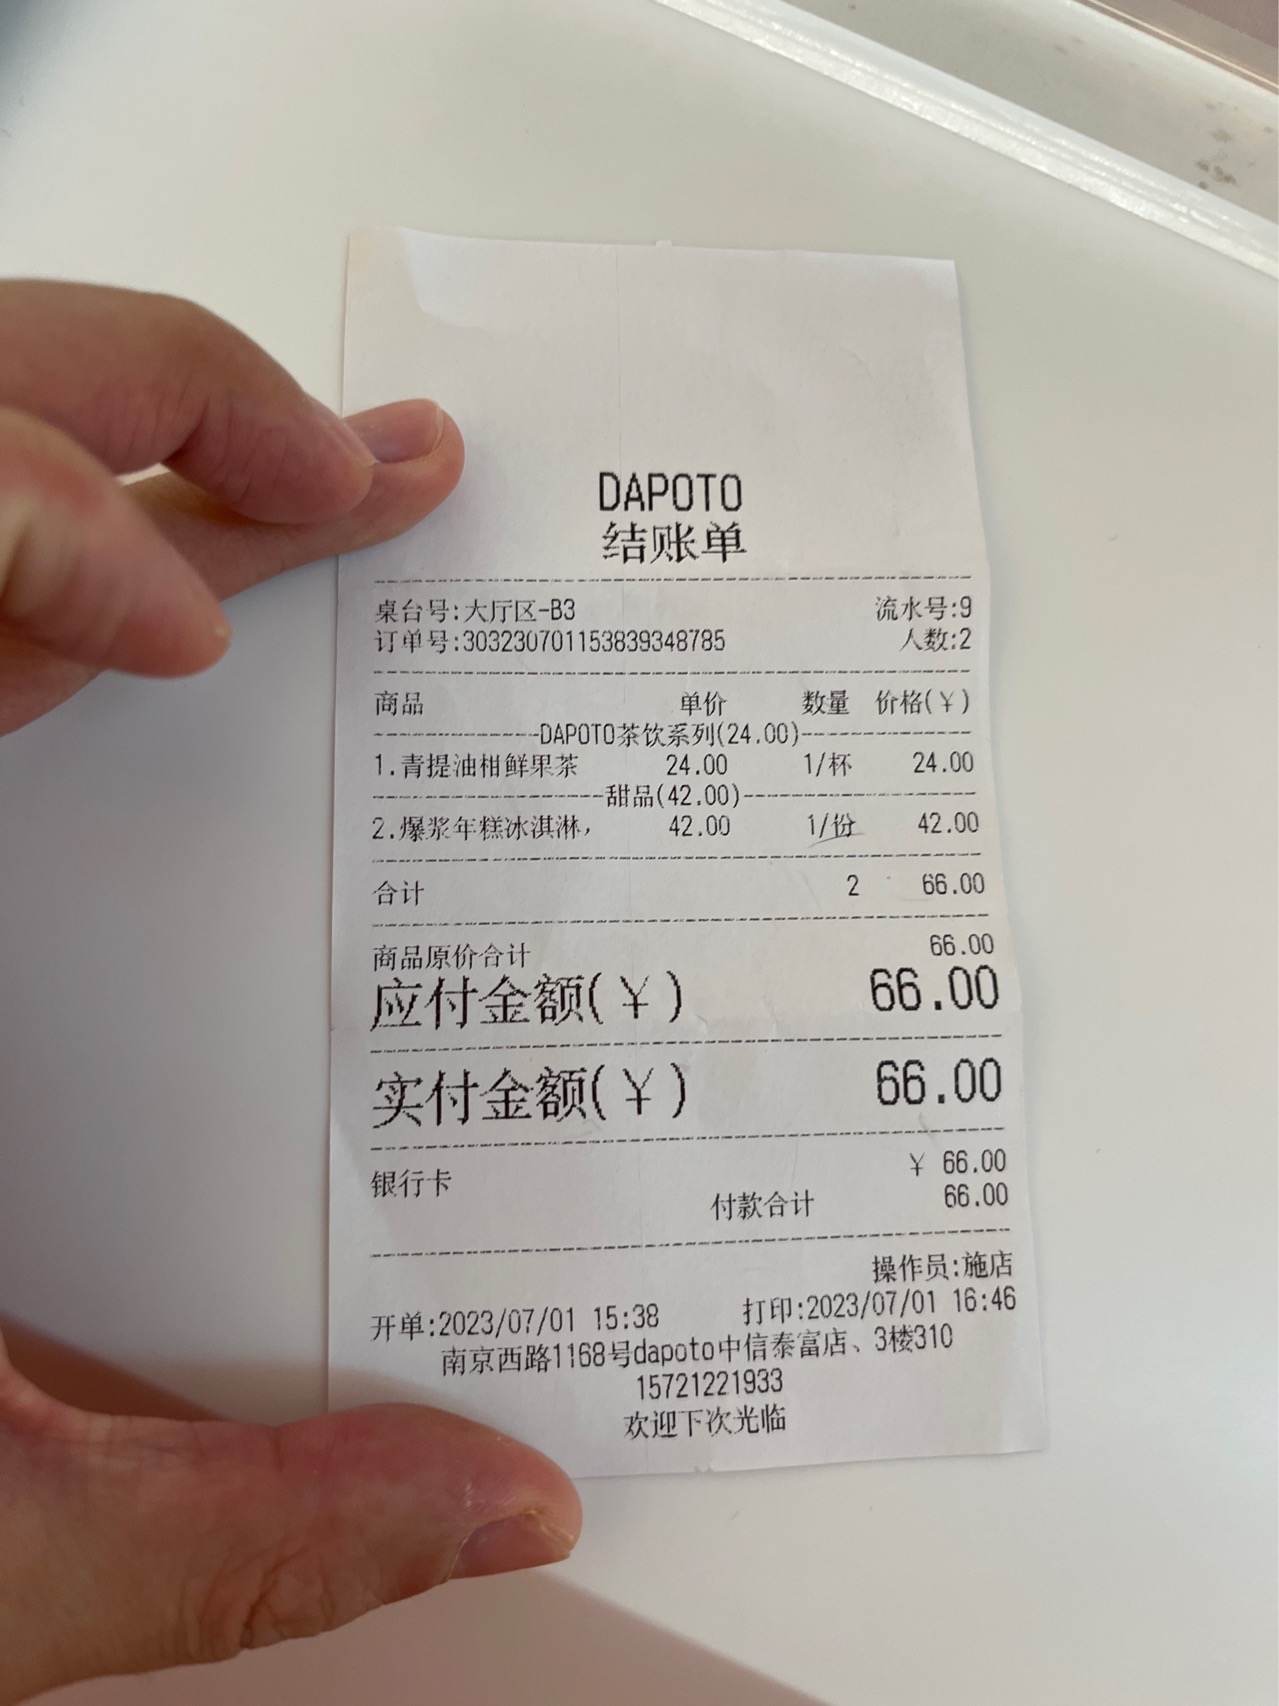 DAPOTO
结账单
桌台号:大厅区-B3 流水号:9
订单号:3032307011538393​48785 人数:2
商品 单价 数量 价格(¥)
DAPOTO茶饮系列(24.00)
1.青提油柑鲜果茶 24.00 1/杯 24.00
甜品(42.00)
2.爆浆年糕冰淇淋, 42.00 1/份 42.00
合计 2 66.00
商品原价合计 66.00
应付金额(¥) 66.00
实付金额(¥) 66.00
银行卡 ¥ 66.00
付款合计 66.00
操作员:施店
开单:2023/07/01 15:38 打印:2023/07/01 16:46
南京西路1168号dapoto中信泰富店、3楼310
15721221933
欢迎下次光临